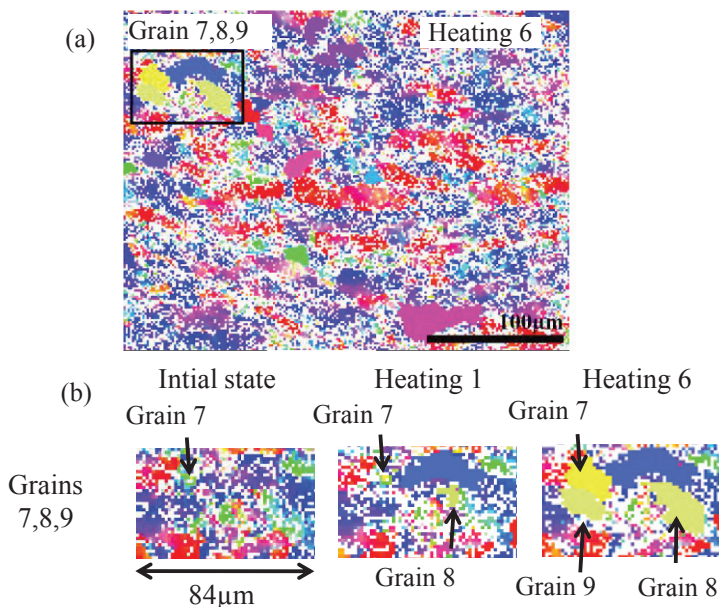 (a)
Grain 7,8,9
Heating 6
100μm
(b)
Intial state
Heating 1
Heating 6
Grain 7
Grain 7
Grain 7
Grains
7,8,9
Grain 8
Grain 9
Grain 8
84μm